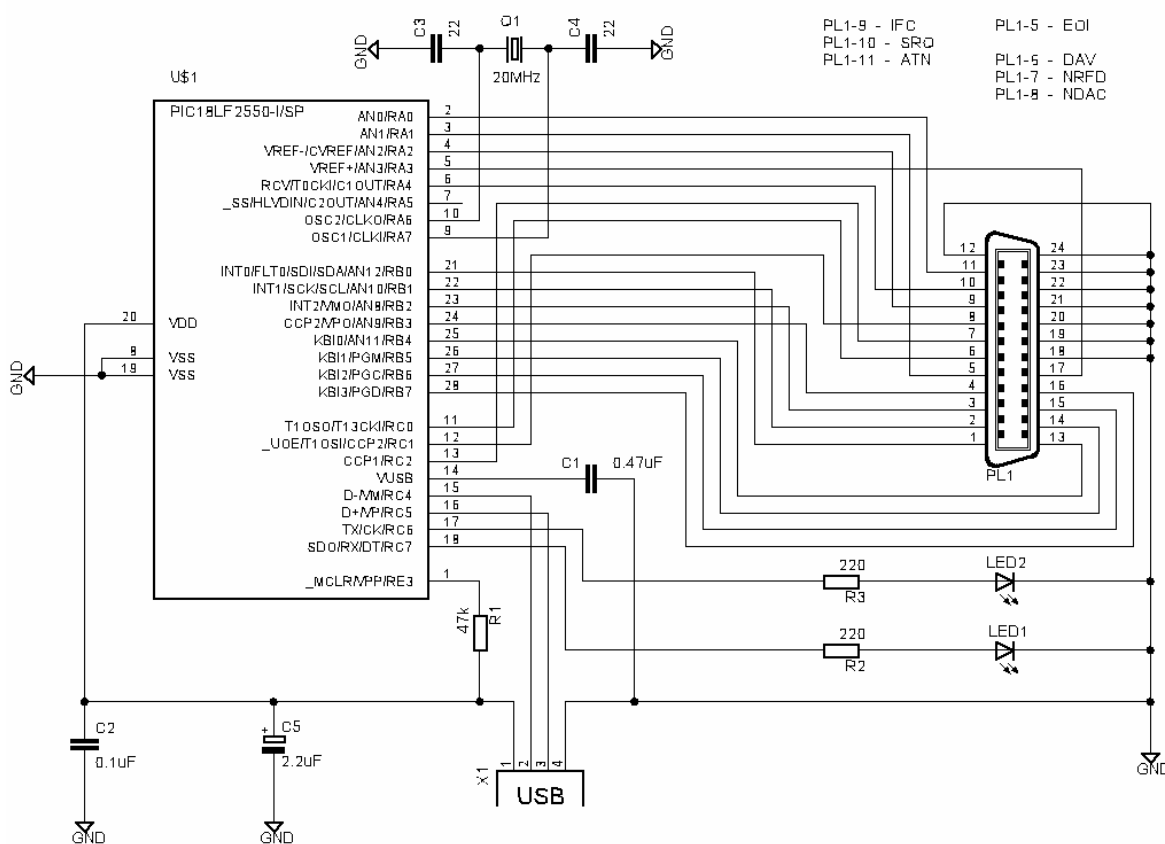 C3
22
Q1
20MHz
C4
22
GND
GND
PL1-9 - IFC
PL1-10 - SRQ
PL1-11 - ATN
PL1-5 - EOI
PL1-6 - DAV
PL1-7 - NRFD
PL1-8 - NDAC
U$1
PIC18LF2550-I/SP
AN0/RA0 2
AN1/RA1 3
VREF-/CVREF/AN2/RA2 4
VREF+/AN3/RA3 5
RCV/T0CKI/C1OUT/RA4 6
_SS/HLVDIN/C2OUT/AN4/RA5 7
OSC2/CLKO/RA6 10
OSC1/CLKI/RA7 9
INT0/FLT0/SDI/SDA/AN12/RB0 21
INT1/SCK/SCL/AN10/RB1 22
INT2/VMO/AN8/RB2 23
CCP2/VPO/AN9/RB3 24
KBI0/AN11/RB4 25
KBI1/PGM/RB5 26
KBI2/PGC/RB6 27
KBI3/PGD/RB7 28
T1OSO/T13CKI/RC0 11
_UOE/T1OSI/CCP2/RC1 12
CCP1/RC2 13
VUSB 14
D-/VM/RC4 15
D+/VP/RC5 16
TX/CK/RC6 17
SDO/RX/DT/RC7 18
_MCLR/VPP/RE3 1
20 VDD
8 VSS
19 VSS
GND
12 24
11 23
10 22
9 21
8 20
7 19
6 18
5 17
4 16
3 15
2 14
1 13
PL1
C1 0.47uF
220
R3
LED2
220
R2
LED1
47k
R1
C2
0.1uF
GND
+
C5
2.2uF
GND
X1
1
2
3
4
USB
GND